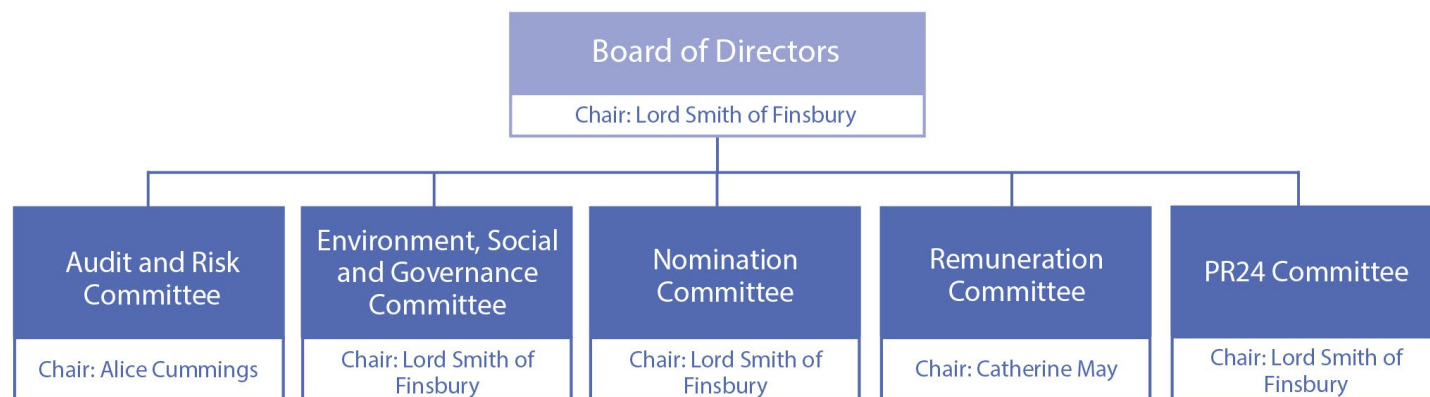 Board of Directors
Chair: Lord Smith of Finsbury
Audit and Risk
Committee
Chair: Alice Cummings
Environment, Social
and Governance
Committee
Chair: Lord Smith of
Finsbury
Nomination
Committee
Chair: Lord Smith of
Finsbury
Remuneration
Committee
Chair: Catherine May
PR24 Committee
Chair: Lord Smith of
Finsbury